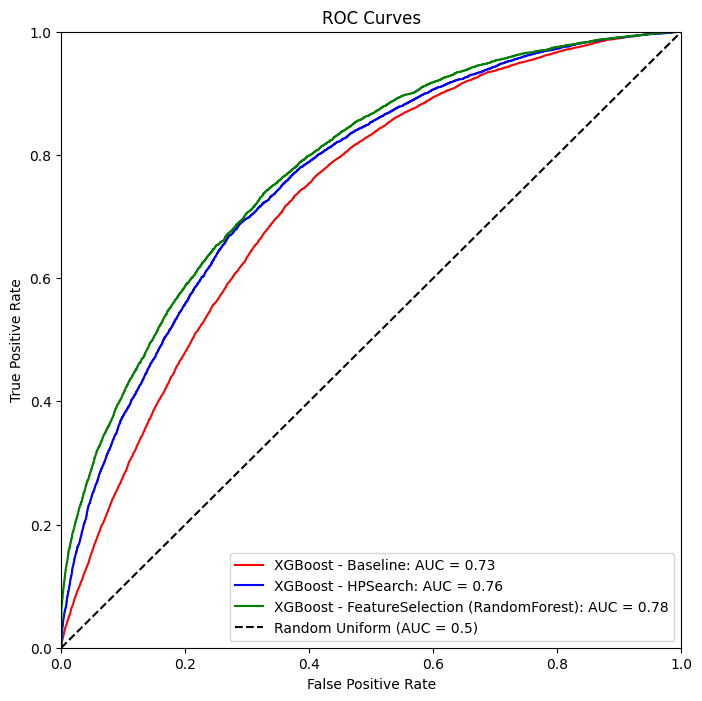 ROC Curves
1.0
0.8
0.6
0.4
0.2
0.0
True Positive Rate
XGBoost - Baseline: AUC = 0.73
XGBoost - HPSearch: AUC = 0.76
XGBoost - FeatureSelection (RandomForest): AUC = 0.78
Random Uniform (AUC = 0.5)
0.0 0.2 0.4 0.6 0.8 1.0
False Positive Rate